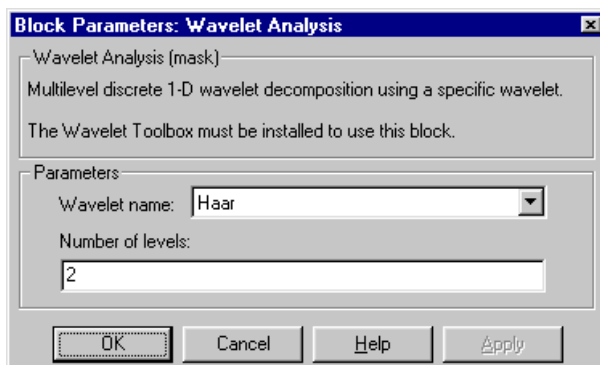 Block Parameters: Wavelet Analysis
Wavelet Analysis (mask)
Multilevel discrete 1-D wavelet decomposition using a specific wavelet.
The Wavelet Toolbox must be installed to use this block.
Parameters
Wavelet name: Haar
Number of levels:
2
OK Cancel Help Apply